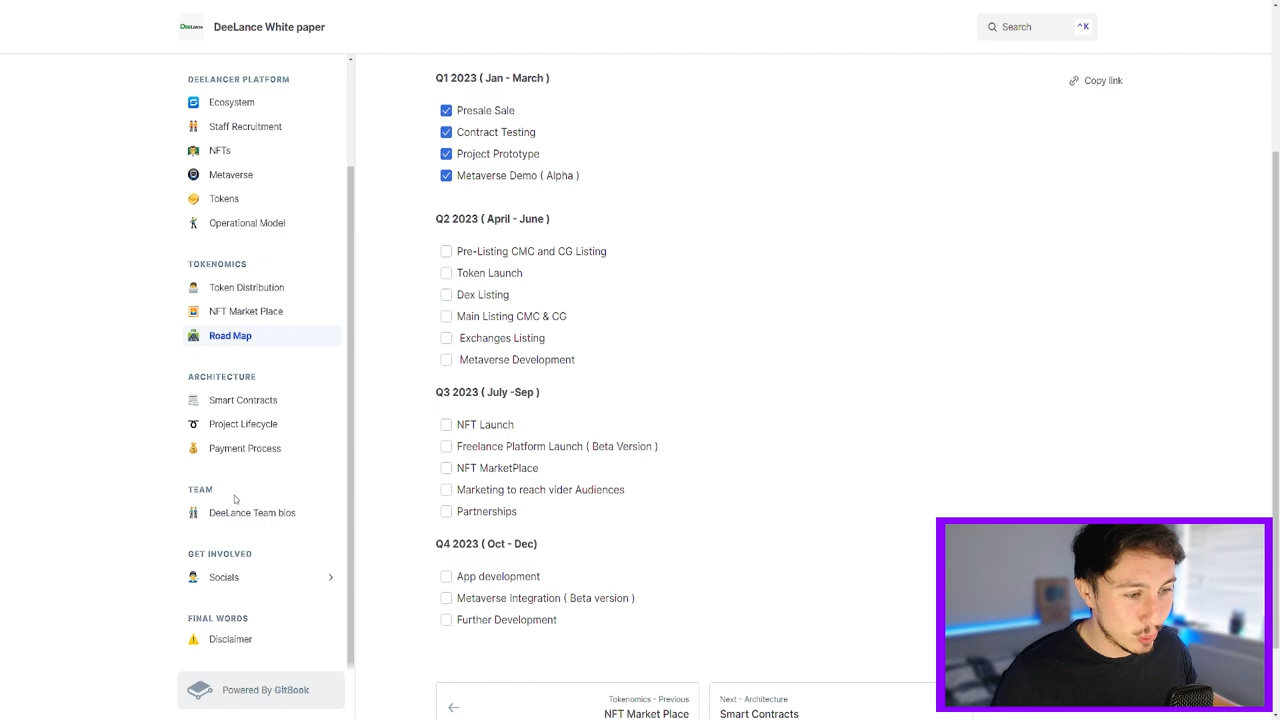 DeeLance
DeeLance White paper
Search
^K
DEELANCER PLATFORM
Ecosystem
Staff Recruitment
NFTs
Metaverse
Tokens
Operational Model
TOKENOMICS
Token Distribution
NFT Market Place
Road Map
ARCHITECTURE
Smart Contracts
Project Lifecycle
Payment Process
TEAM
DeeLance Team bios
GET INVOLVED
Socials
FINAL WORDS
Disclaimer
Powered By GitBook
Q1 2023 ( Jan - March )
Copy link
Presale Sale
Contract Testing
Project Prototype
Metaverse Demo ( Alpha )
Q2 2023 ( April - June )
Pre-Listing CMC and CG Listing
Token Launch
Dex Listing
Main Listing CMC & CG
Exchanges Listing
Metaverse Development
Q3 2023 ( July -Sep )
NFT Launch
Freelance Platform Launch ( Beta Version )
NFT MarketPlace
Marketing to reach vider Audiences
Partnerships
Q4 2023 ( Oct - Dec)
App development
Metaverse Integration ( Beta version )
Further Development
Tokenomics - Previous
NFT Market Place
Next - Architecture
Smart Contracts